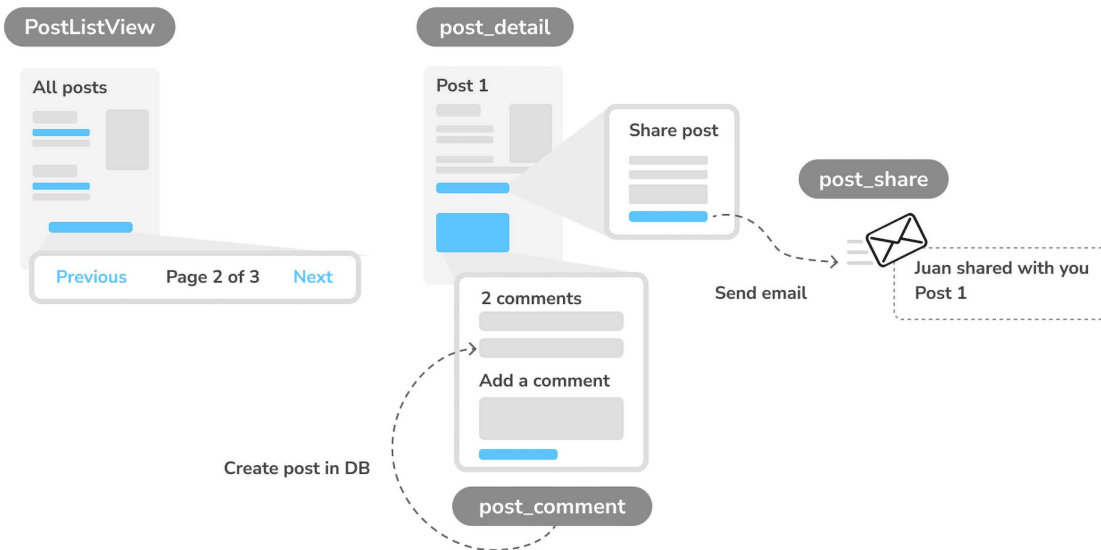 PostListView
All posts
Previous Page 2 of 3 Next
post_detail
Post 1
Share post
post_share
Send email
Juan shared with you
Post 1
2 comments
Add a comment
Create post in DB
post_comment